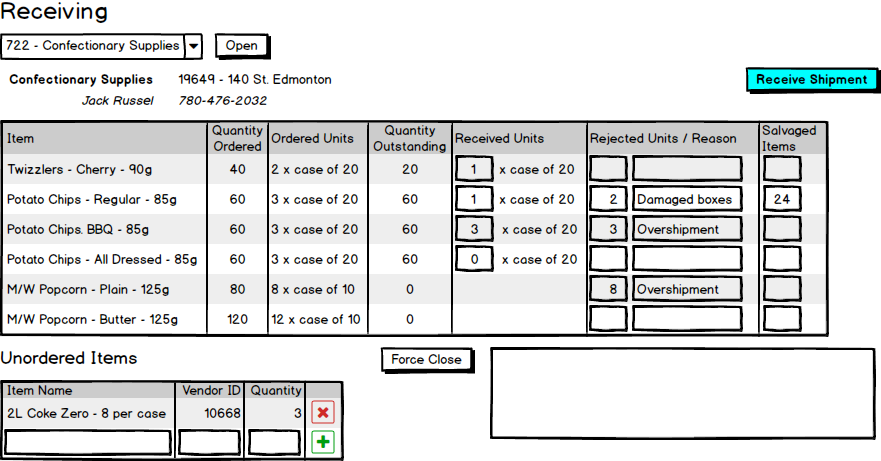 Receiving
722 - Confectionary Supplies Open
Confectionary Supplies 19649 - 140 St. Edmonton
Receive Shipment
Jack Russel 780-476-2032
Item Quantity Ordered Ordered Units Quantity Outstanding Received Units Rejected Units / Reason Salvaged Items
Twizzlers - Cherry - 90g 40 2 x case of 20 20 1 x case of 20
Potato Chips - Regular - 85g 60 3 x case of 20 60 1 x case of 20 2 Damaged boxes 24
Potato Chips. BBQ - 85g 60 3 x case of 20 60 3 x case of 20 3 Overshipment
Potato Chips - All Dressed - 85g 60 3 x case of 20 60 0 x case of 20
M/W Popcorn - Plain - 125g 80 8 x case of 10 0 8 Overshipment
M/W Popcorn - Butter - 125g 120 12 x case of 10 0
Unordered Items Force Close
Item Name Vendor ID Quantity
2L Coke Zero - 8 per case 10668 3